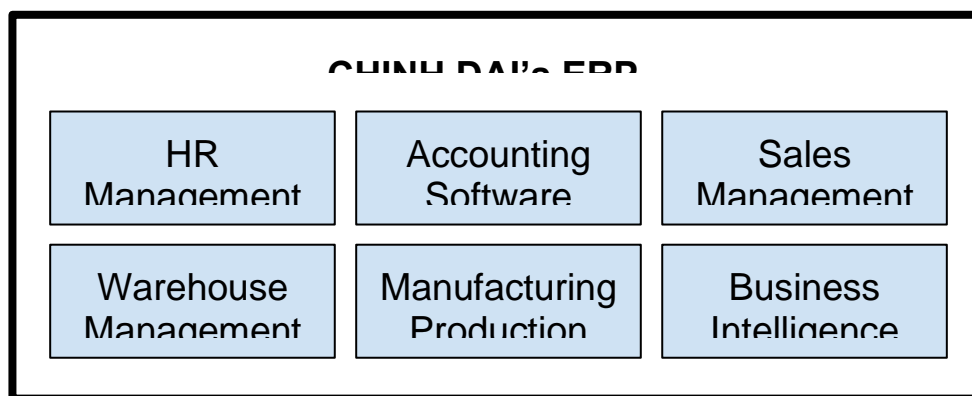 CHINH DAI's ERP
HR
Management
Accounting
Software
Sales
Management
Warehouse
Management
Manufacturing
Production
Business
Intelligence